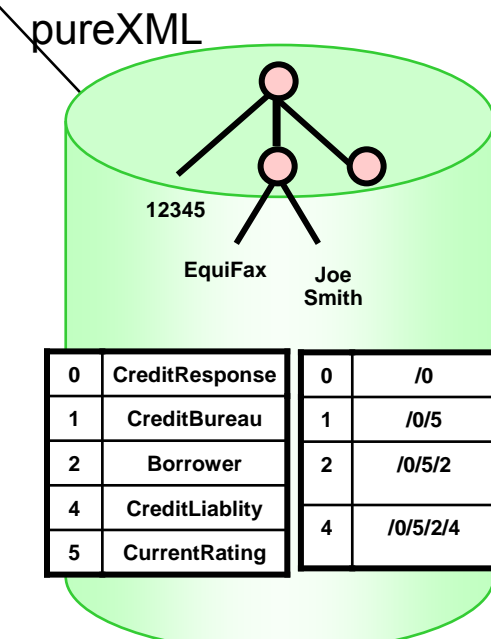 pureXML
12345
EquiFax
Joe
Smith
0 CreditResponse
1 CreditBureau
2 Borrower
4 CreditLiablity
5 CurrentRating
0 /0
1 /0/5
2 /0/5/2
4 /0/5/2/4